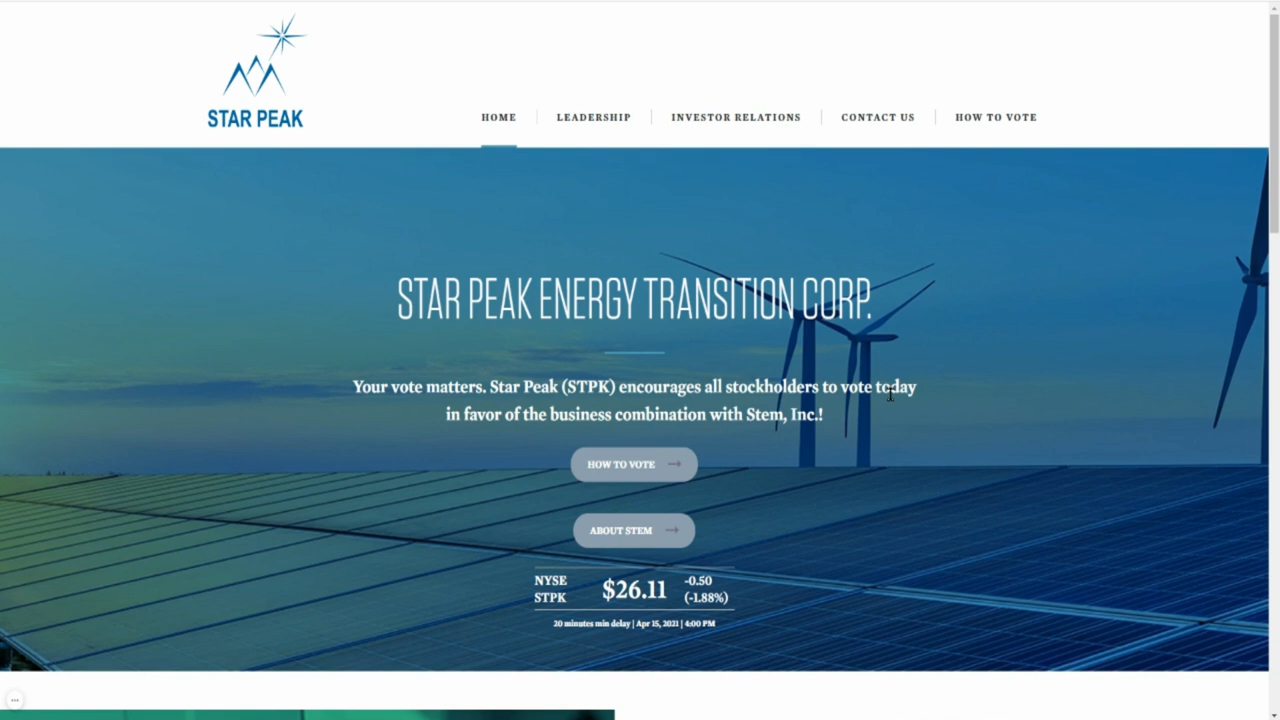 STAR PEAK
HOME
LEADERSHIP
INVESTOR RELATIONS
CONTACT US
HOW TO VOTE
STAR PEAK ENERGY TRANSITION CORP.
Your vote matters. Star Peak (STPK) encourages all stockholders to vote today
in favor of the business combination with Stem, Inc.!
HOW TO VOTE
ABOUT STEM
NYSE
STPK
$26.11
-0.50
(-1.88%)
20 minutes min delay | Apr 15, 2021 | 4:00 PM